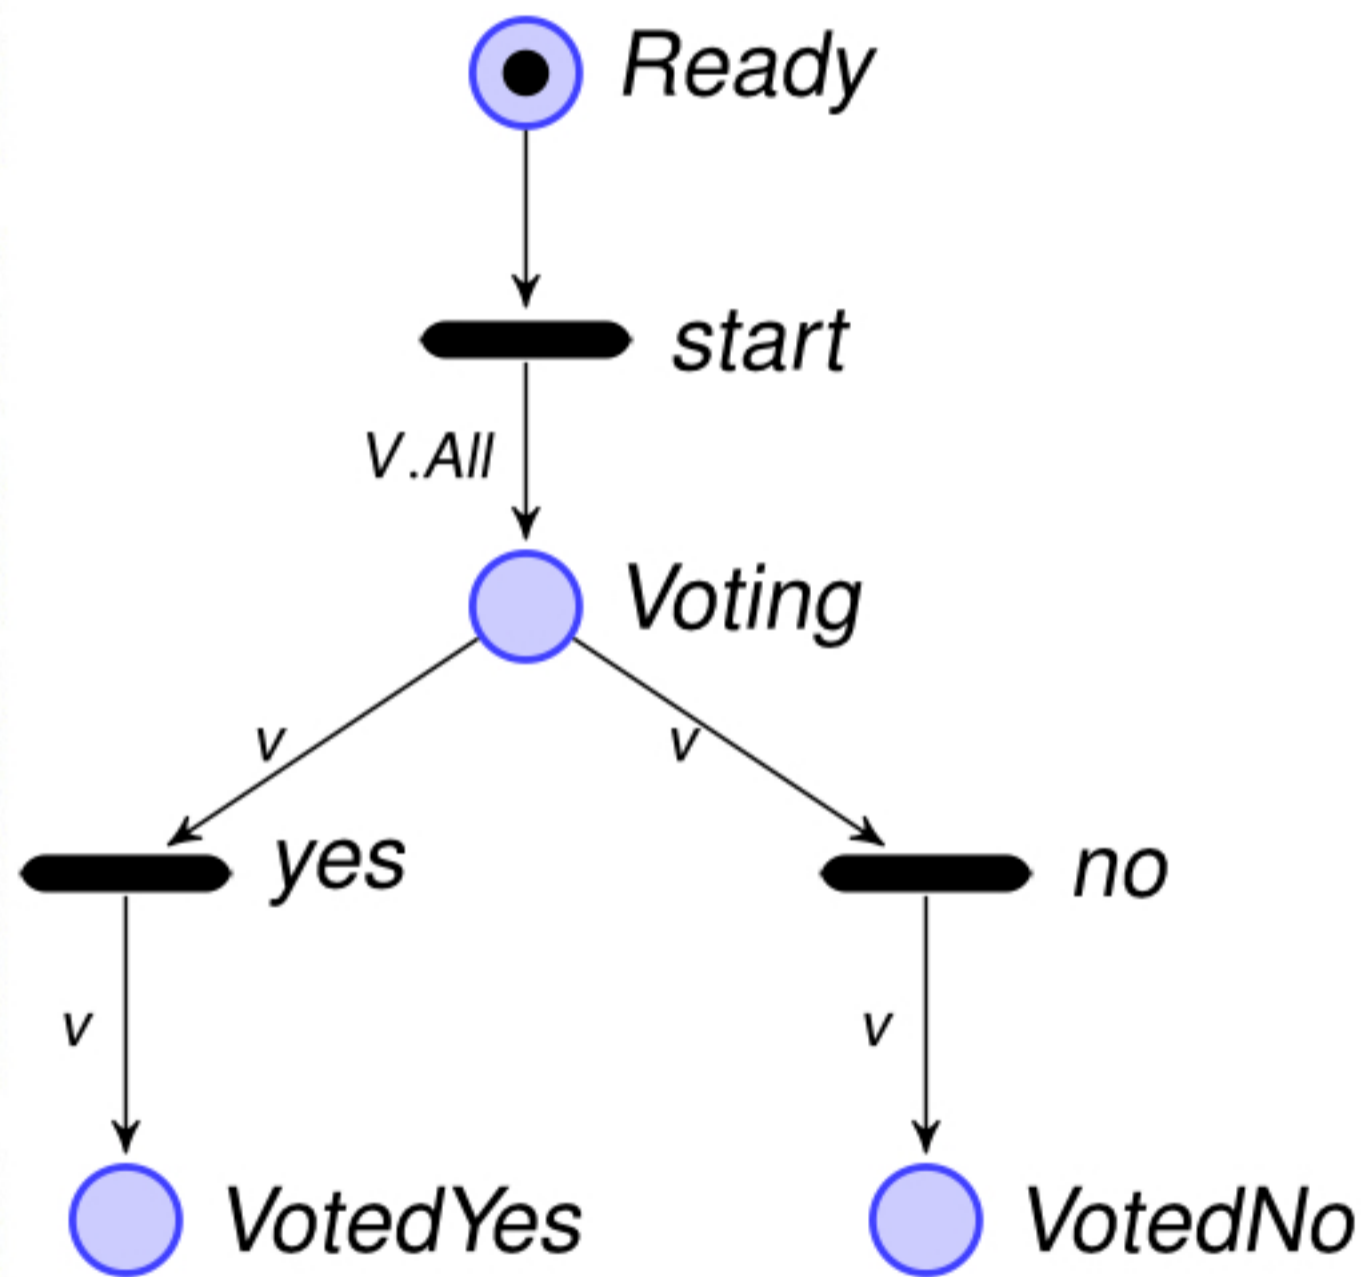 Ready
start
V.All
Voting
v
v
yes
no
v
v
VotedYes
VotedNo